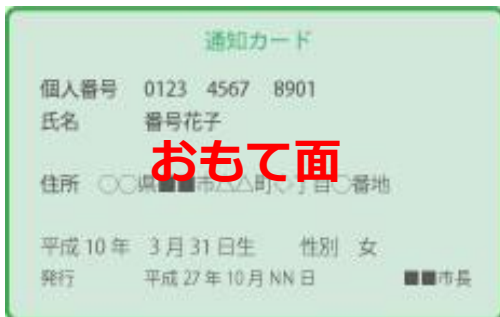 通知カード
個人番号 0123 4567 8901
氏名 番号花子
おもて面
住所 ○○県■■市△△町◇丁目○番地
平成10年 3月31日生 性別 女
発行 平成27年10月NN日 ■■市長